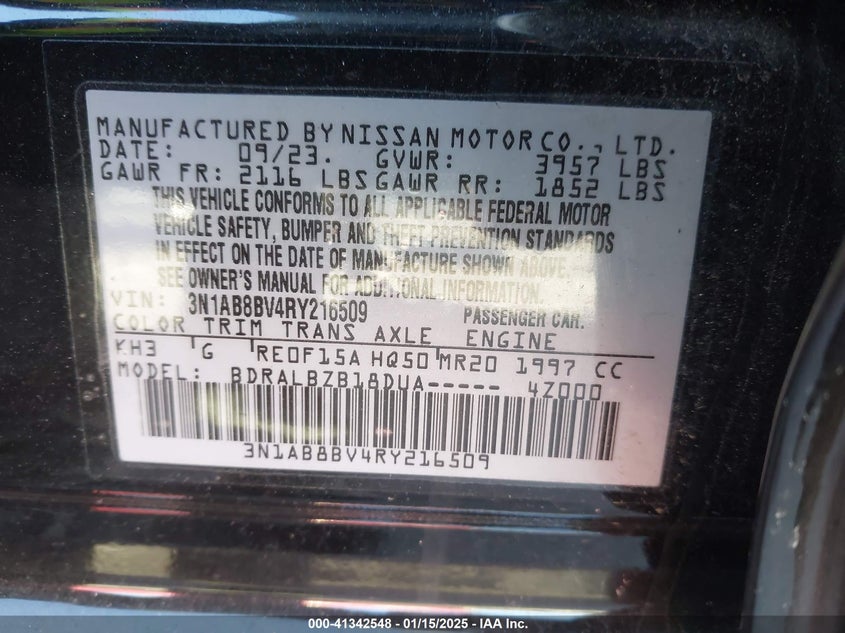 MANUFACTURED BY NISSAN MOTOR CO., LTD.
DATE: 09/23. GVWR: 3957 LBS
GAWR FR: 2116 LBS GAWR RR: 1852 LBS
THIS VEHICLE CONFORMS TO ALL APPLICABLE FEDERAL MOTOR
VEHICLE SAFETY, BUMPER AND THEFT PREVENTION STANDARDS
IN EFFECT ON THE DATE OF MANUFACTURE SHOWN ABOVE.
SEE OWNER'S MANUAL FOR ADDITIONAL INFORMATION.
VIN: 3N1AB8BV4RY216509 PASSENGER CAR.
COLOR TRIM TRANS AXLE ENGINE
KH3 G RE0F15A HQ50 MR20 1997 CC
MODEL: BDRALBZB18DUA----- 4Z000
3N1AB8BV4RY216509
000-41342548 - 01/15/2025 - IAA Inc.